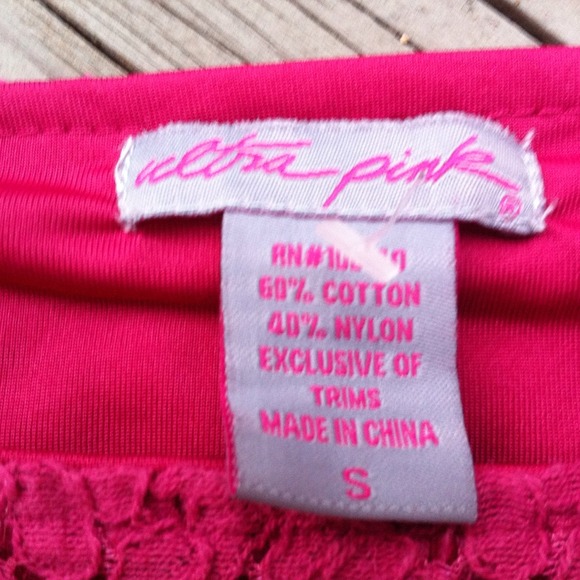 ultra pink ®
60% COTTON
40% NYLON
EXCLUSIVE OF
TRIMS
MADE IN CHINA
S